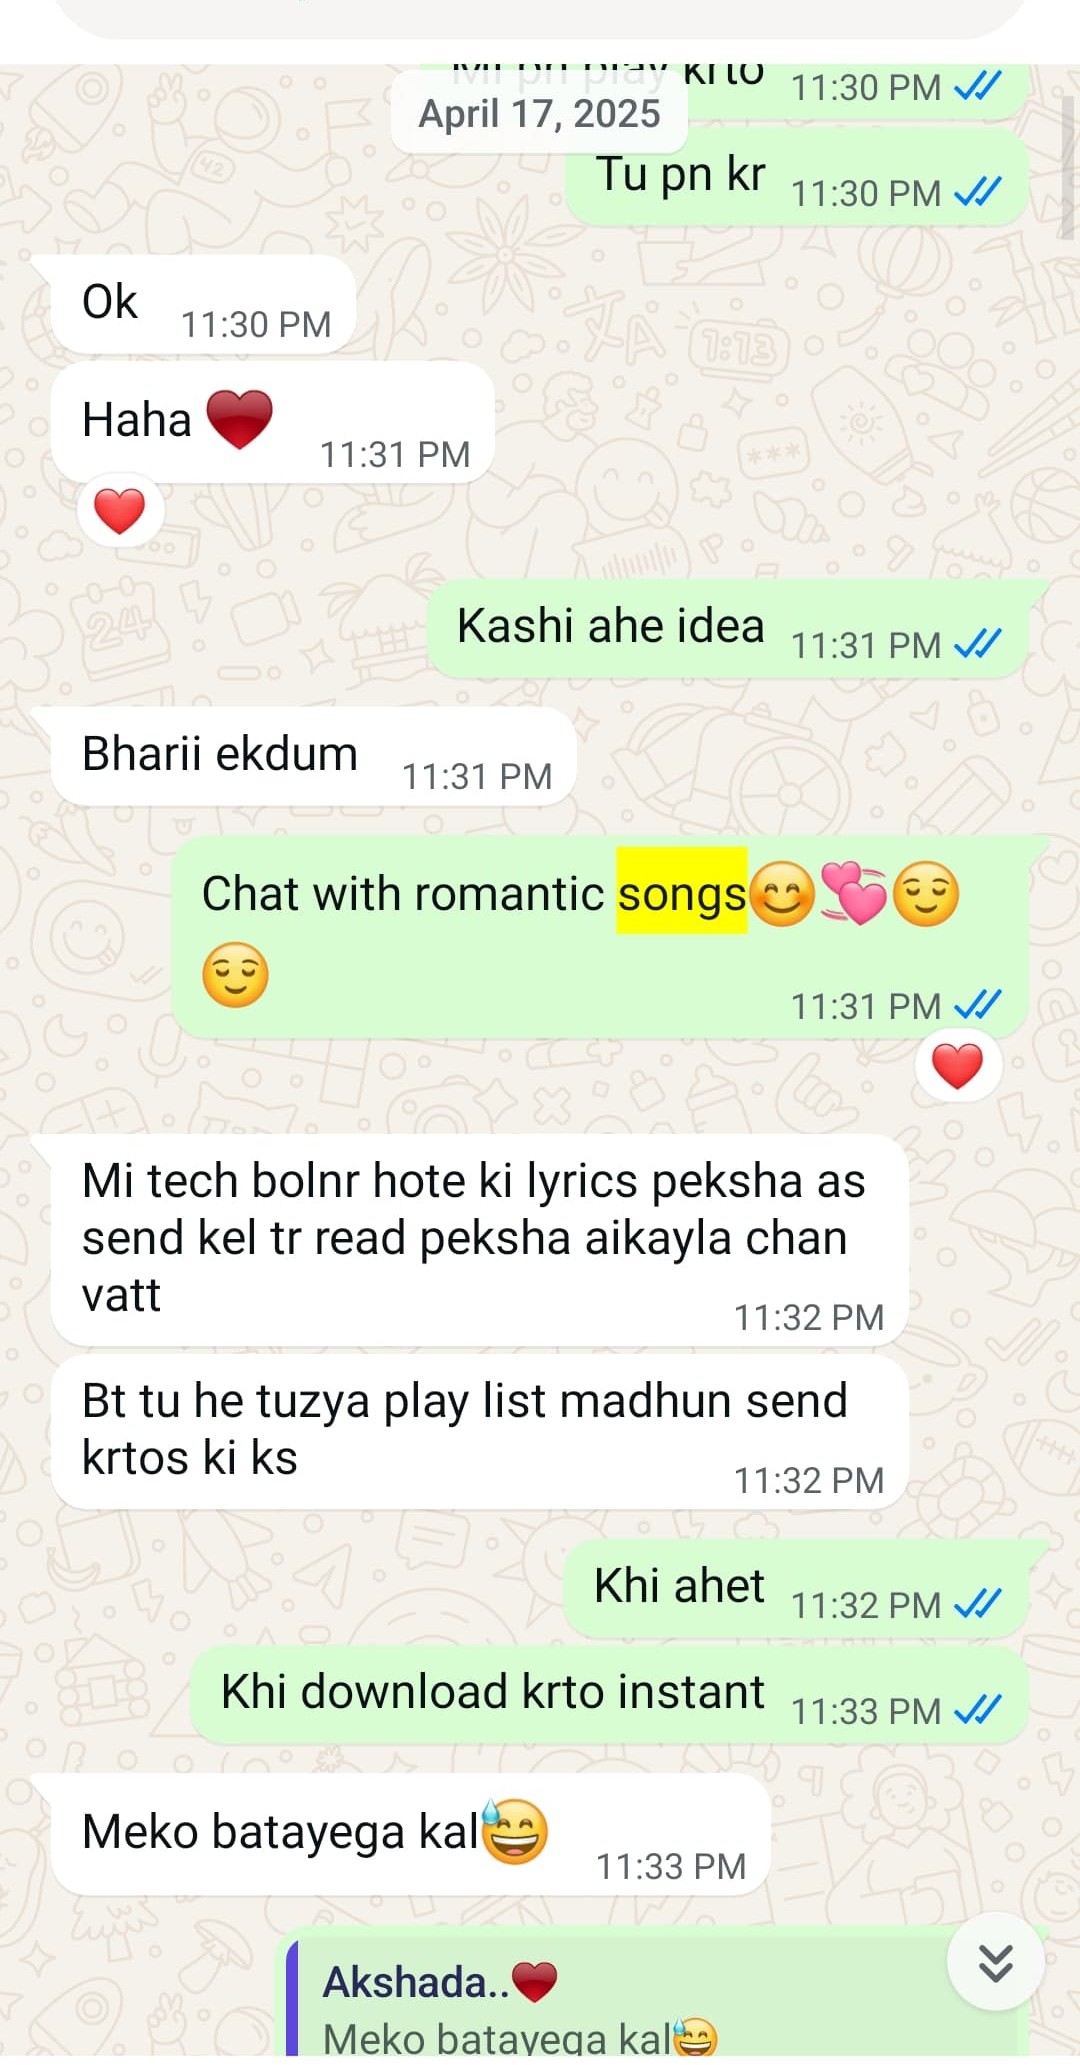 krto 11:30 PM
April 17, 2025
Tu pn kr 11:30 PM
Ok 11:30 PM
Haha ♥️ 11:31 PM
❤️
Kashi ahe idea 11:31 PM
Bharii ekdum 11:31 PM
Chat with romantic songs😊💞😌
😌
11:31 PM
❤️
Mi tech bolnr hote ki lyrics peksha as
send kel tr read peksha aikayla chan
vatt
11:32 PM
Bt tu he tuzya play list madhun send
krtos ki ks
11:32 PM
Khi ahet 11:32 PM
Khi download krto instant 11:33 PM
Meko batayega kal😅 11:33 PM
Akshada..♥️
Meko batayega kal😅